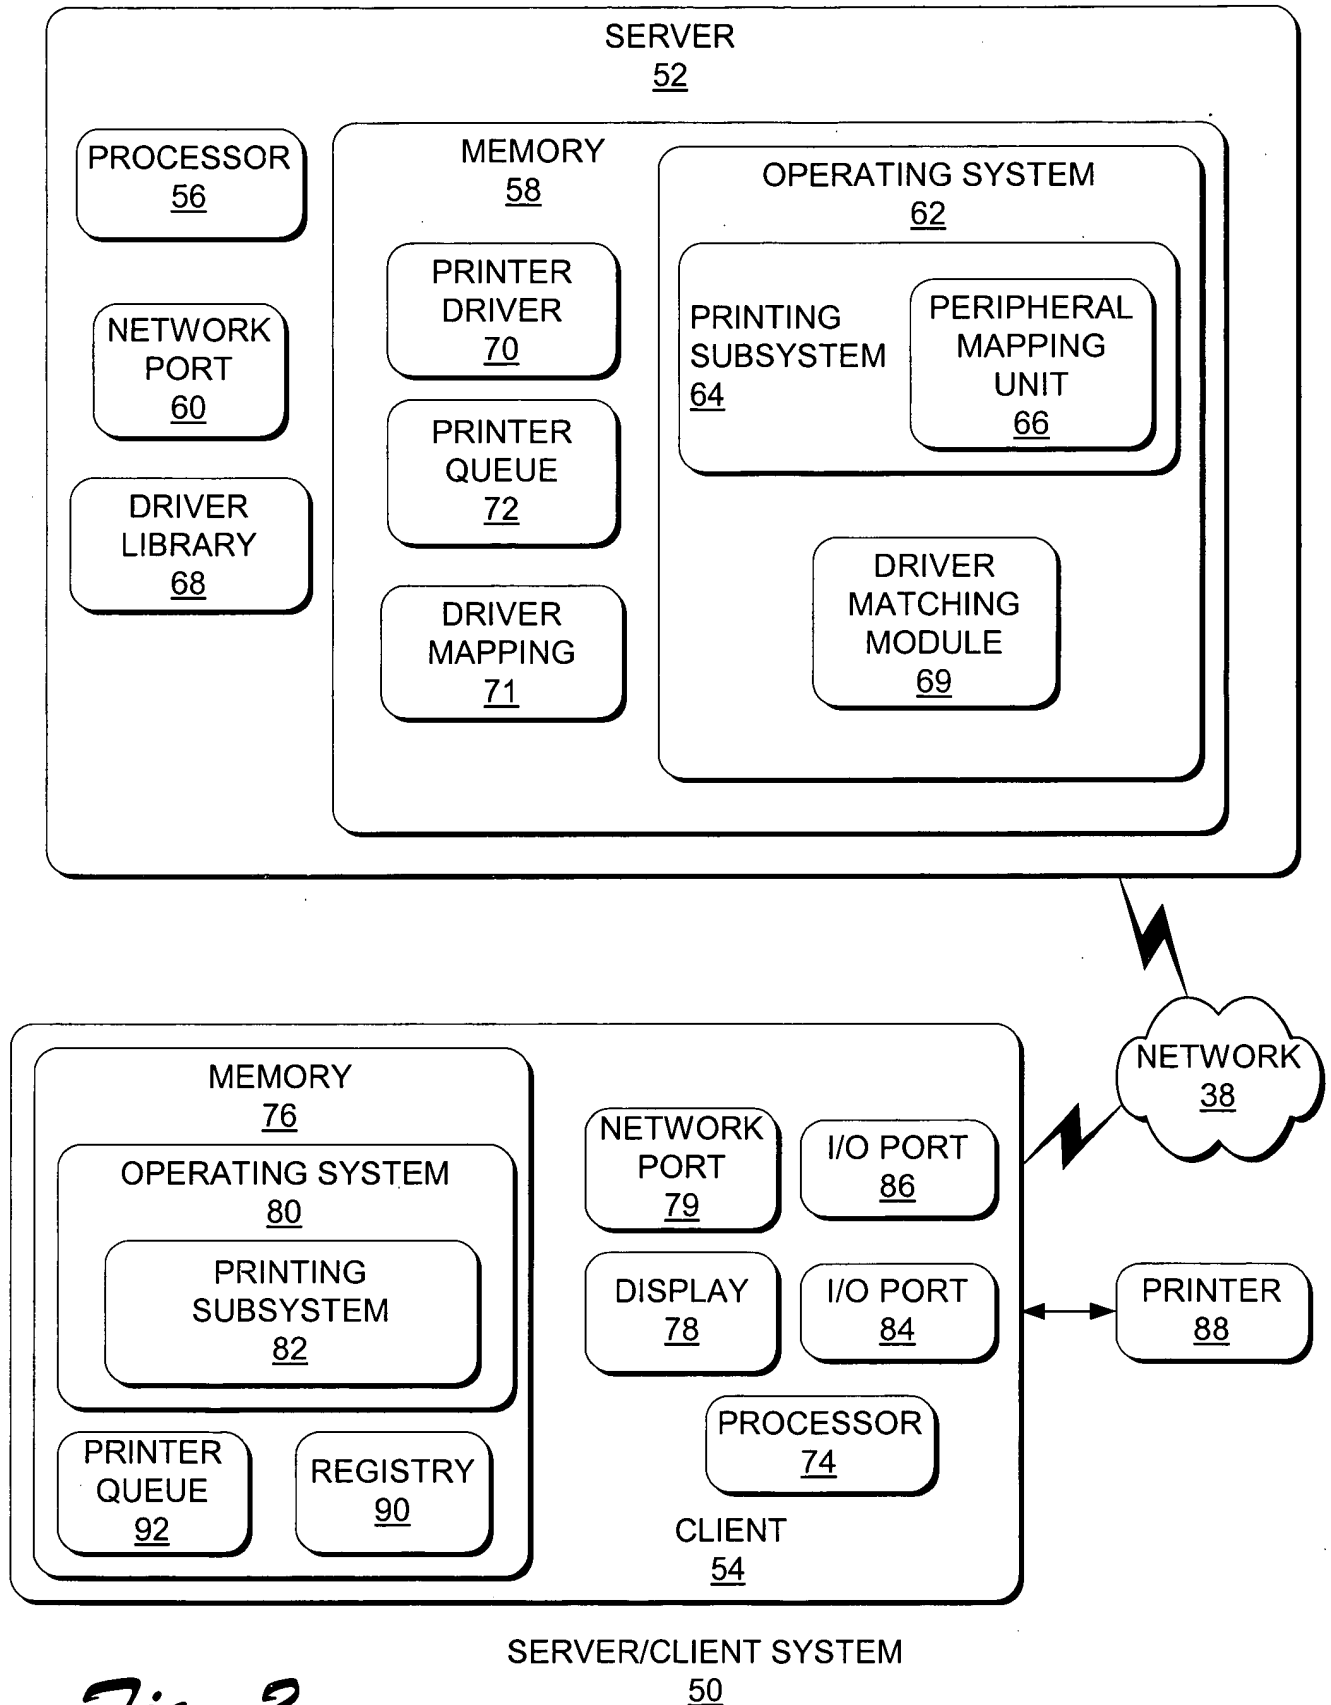 SERVER
52
PROCESSOR
56
NETWORK
PORT
60
DRIVER
LIBRARY
68
MEMORY
58
PRINTER
DRIVER
70
PRINTER
QUEUE
72
DRIVER
MAPPING
71
OPERATING SYSTEM
62
PRINTING
SUBSYSTEM
64
PERIPHERAL
MAPPING
UNIT
66
DRIVER
MATCHING
MODULE
69
NETWORK
38
MEMORY
76
OPERATING SYSTEM
80
PRINTING
SUBSYSTEM
82
PRINTER
QUEUE
92
REGISTRY
90
NETWORK
PORT
79
I/O PORT
86
DISPLAY
78
I/O PORT
84
PROCESSOR
74
CLIENT
54
PRINTER
88
SERVER/CLIENT SYSTEM
50